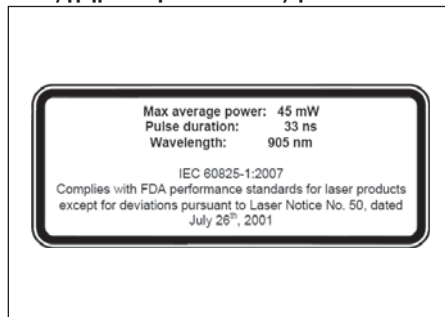 Max average power: 45 mW
Pulse duration: 33 ns
Wavelength: 905 nm
IEC 60825-1:2007
Complies with FDA performance standards for laser products
except for deviations pursuant to Laser Notice No. 50, dated
July 26th, 2001